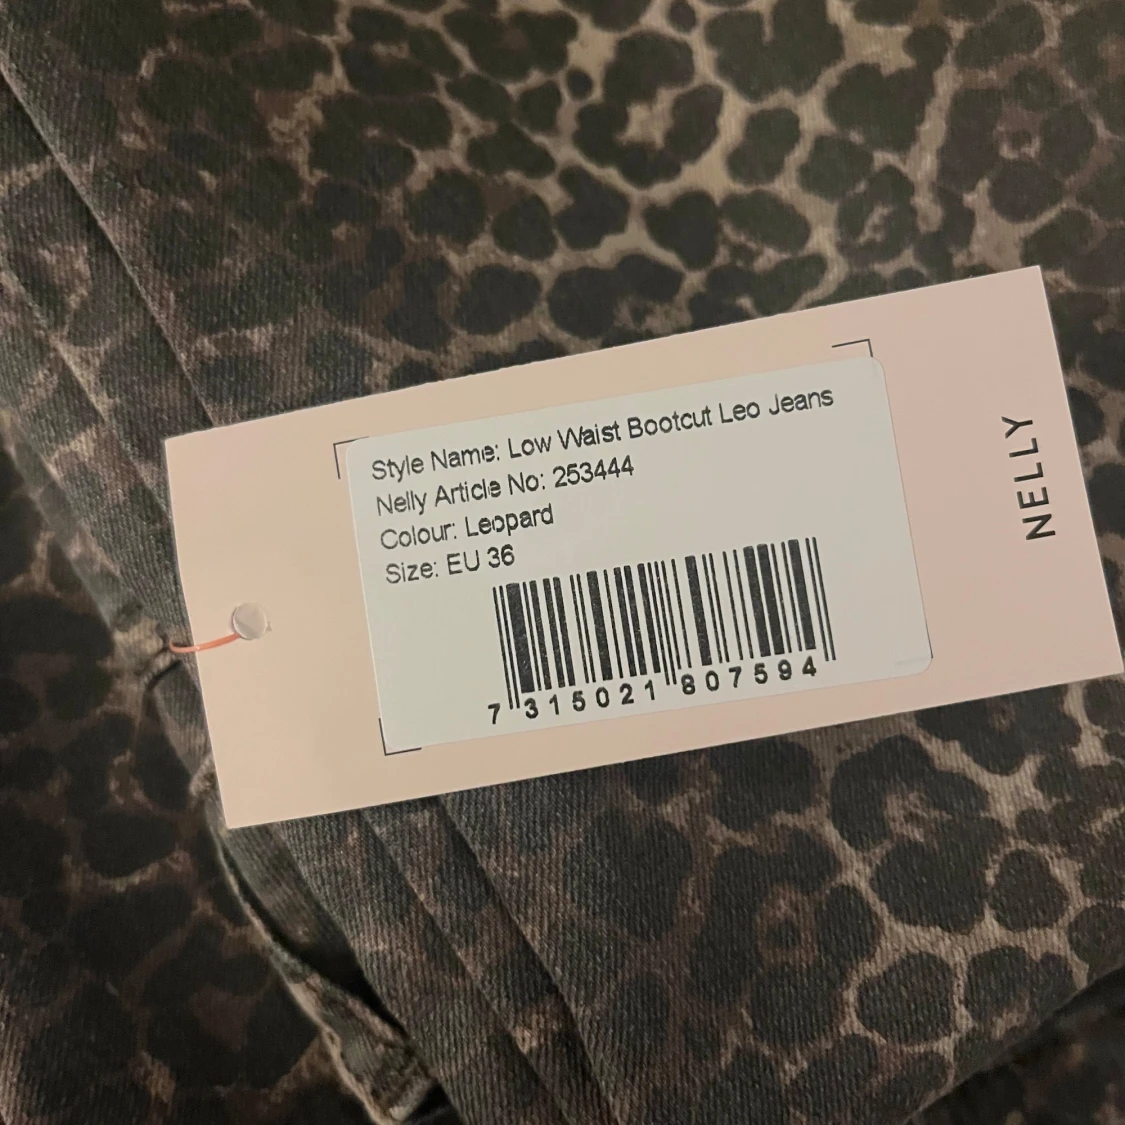 Style Name: Low Waist Bootcut Leo Jeans
Nelly Article No: 253444
Colour: Leopard
Size: EU 36
7 315021 807594
NELLY